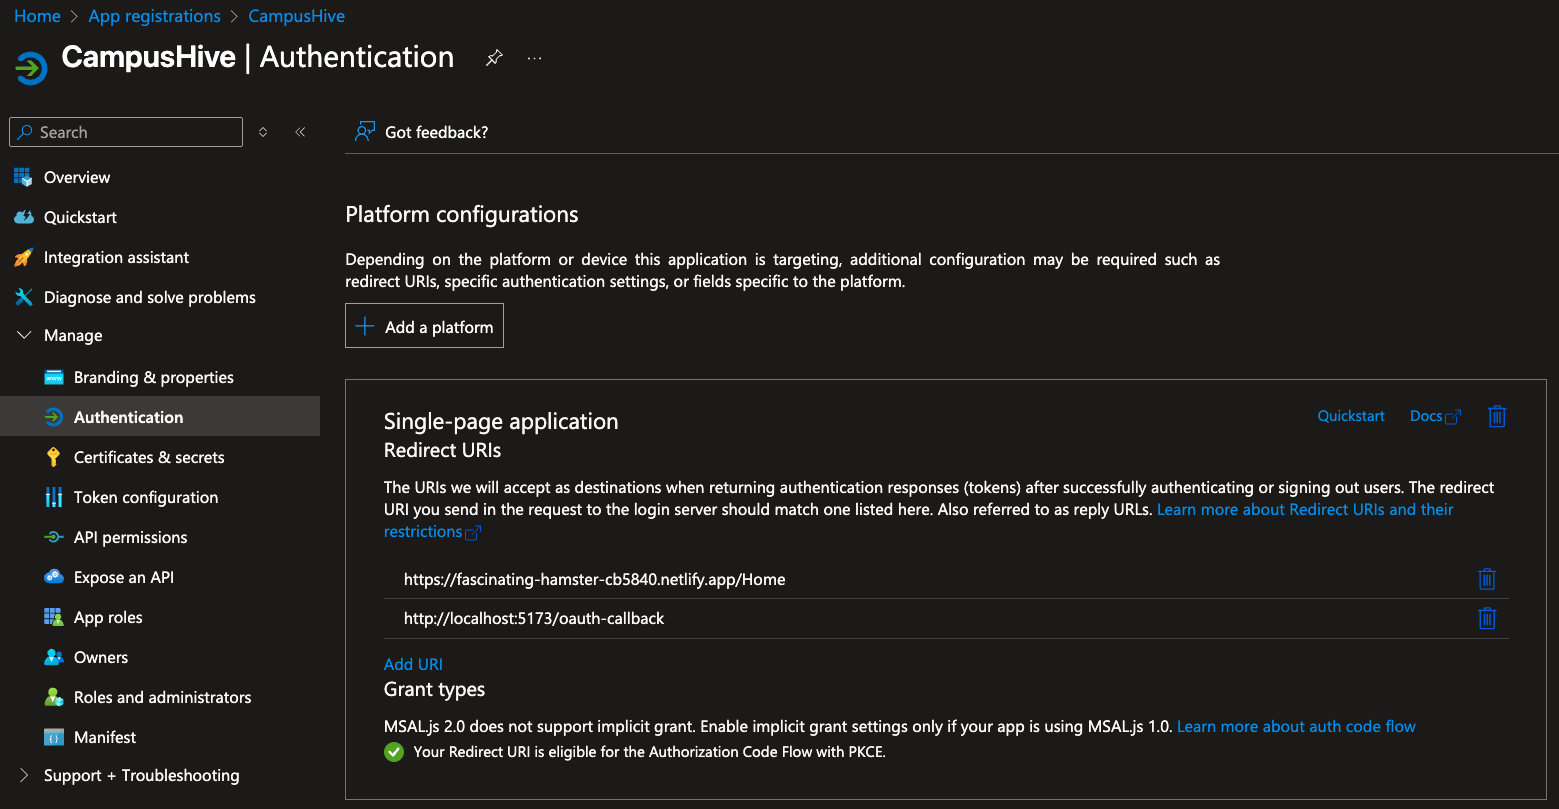 Home > App registrations > CampusHive
CampusHive | Authentication
Search
Got feedback?
Overview
Quickstart
Integration assistant
Diagnose and solve problems
Manage
Branding & properties
Authentication
Certificates & secrets
Token configuration
API permissions
Expose an API
App roles
Owners
Roles and administrators
Manifest
Support + Troubleshooting
Platform configurations
Depending on the platform or device this application is targeting, additional configuration may be required such as
redirect URIs, specific authentication settings, or fields specific to the platform.
Add a platform
Single-page application
Quickstart Docs
Redirect URIs
The URIs we will accept as destinations when returning authentication responses (tokens) after successfully authenticating or signing out users. The redirect
URI you send in the request to the login server should match one listed here. Also referred to as reply URLs. Learn more about Redirect URIs and their
restrictions
https://fascinating-hamster-cb5840.netlify.app/Home
http://localhost:5173/oauth-callback
Add URI
Grant types
MSAL.js 2.0 does not support implicit grant. Enable implicit grant settings only if your app is using MSAL.js 1.0. Learn more about auth code flow
Your Redirect URI is eligible for the Authorization Code Flow with PKCE.